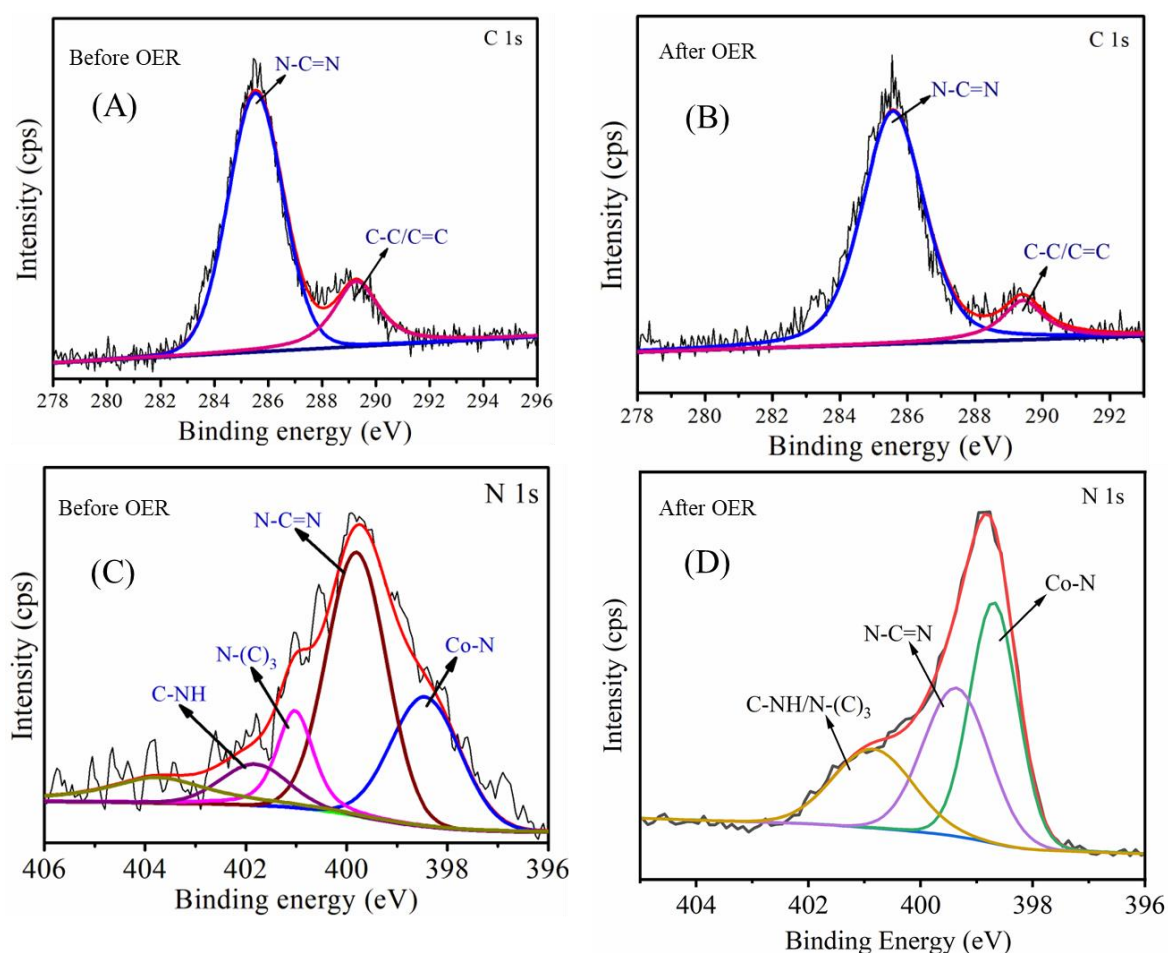 Before OER
C 1s
N-C=N
(A)
C-C/C=C
Intensity (cps)
278 280 282 284 286 288 290 292 294 296
Binding energy (eV)
After OER
C 1s
N-C=N
(B)
C-C/C=C
Intensity (cps)
278 280 282 284 286 288 290 292
Binding energy (eV)
Before OER
N 1s
N-C=N
(C)
N-(C)₃
Co-N
C-NH
Intensity (cps)
406 404 402 400 398 396
Binding energy (eV)
After OER
N 1s
(D)
Co-N
N-C=N
C-NH/N-(C)₃
Intensity (cps)
404 402 400 398 396
Binding Energy (eV)